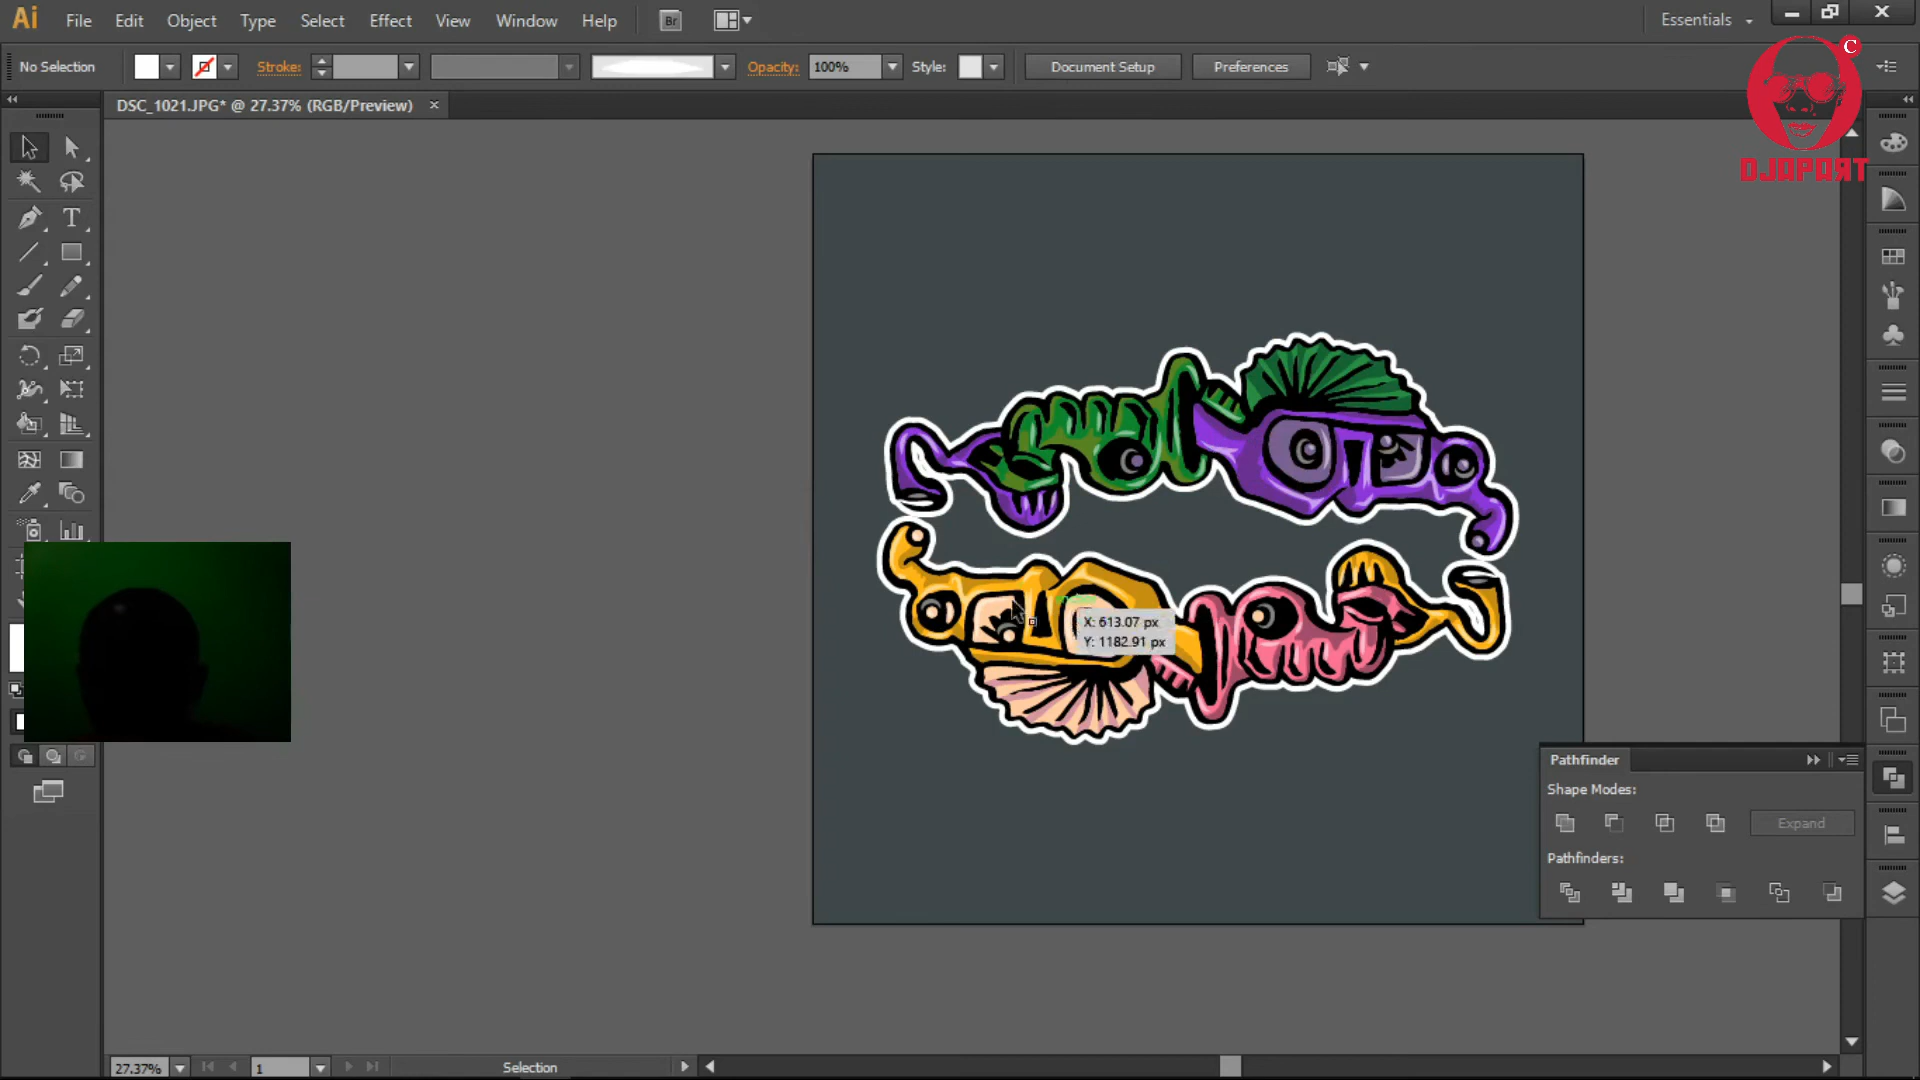 Ai File Edit Object Type Select Effect View Window Help Br Essentials
No Selection Stroke: Opacity: 100% Style: Document Setup Preferences
©
DJAPART
DSC_1021.JPG* @ 27.37% (RGB/Preview)
X: 613.07 px
Y: 1182.91 px
Pathfinder
Shape Modes:
Expand
Pathfinders:
27.37% 1 Selection